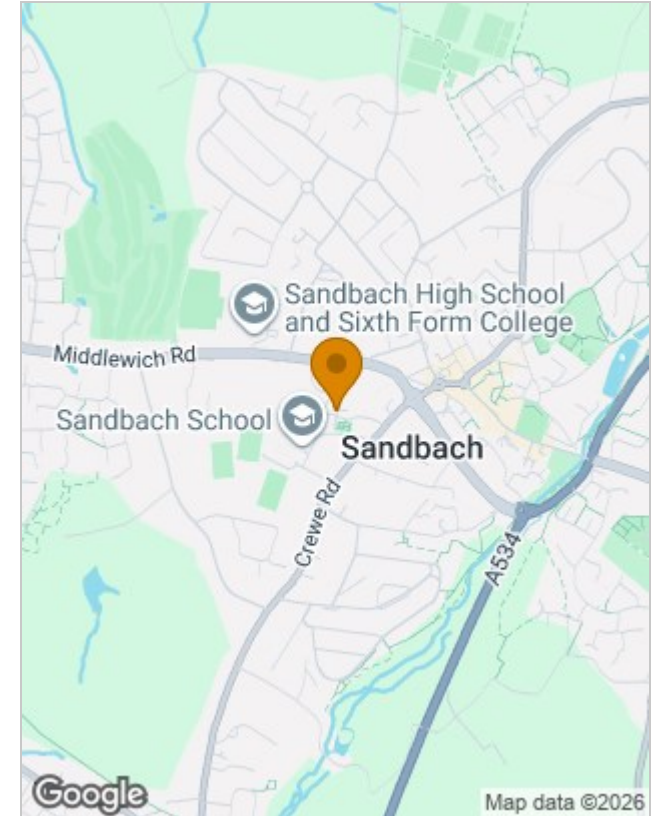 Sandbach High School
and Sixth Form College
Middlewich Rd
Sandbach School
Sandbach
Crewe Rd
A534
Google
Map data ©2026